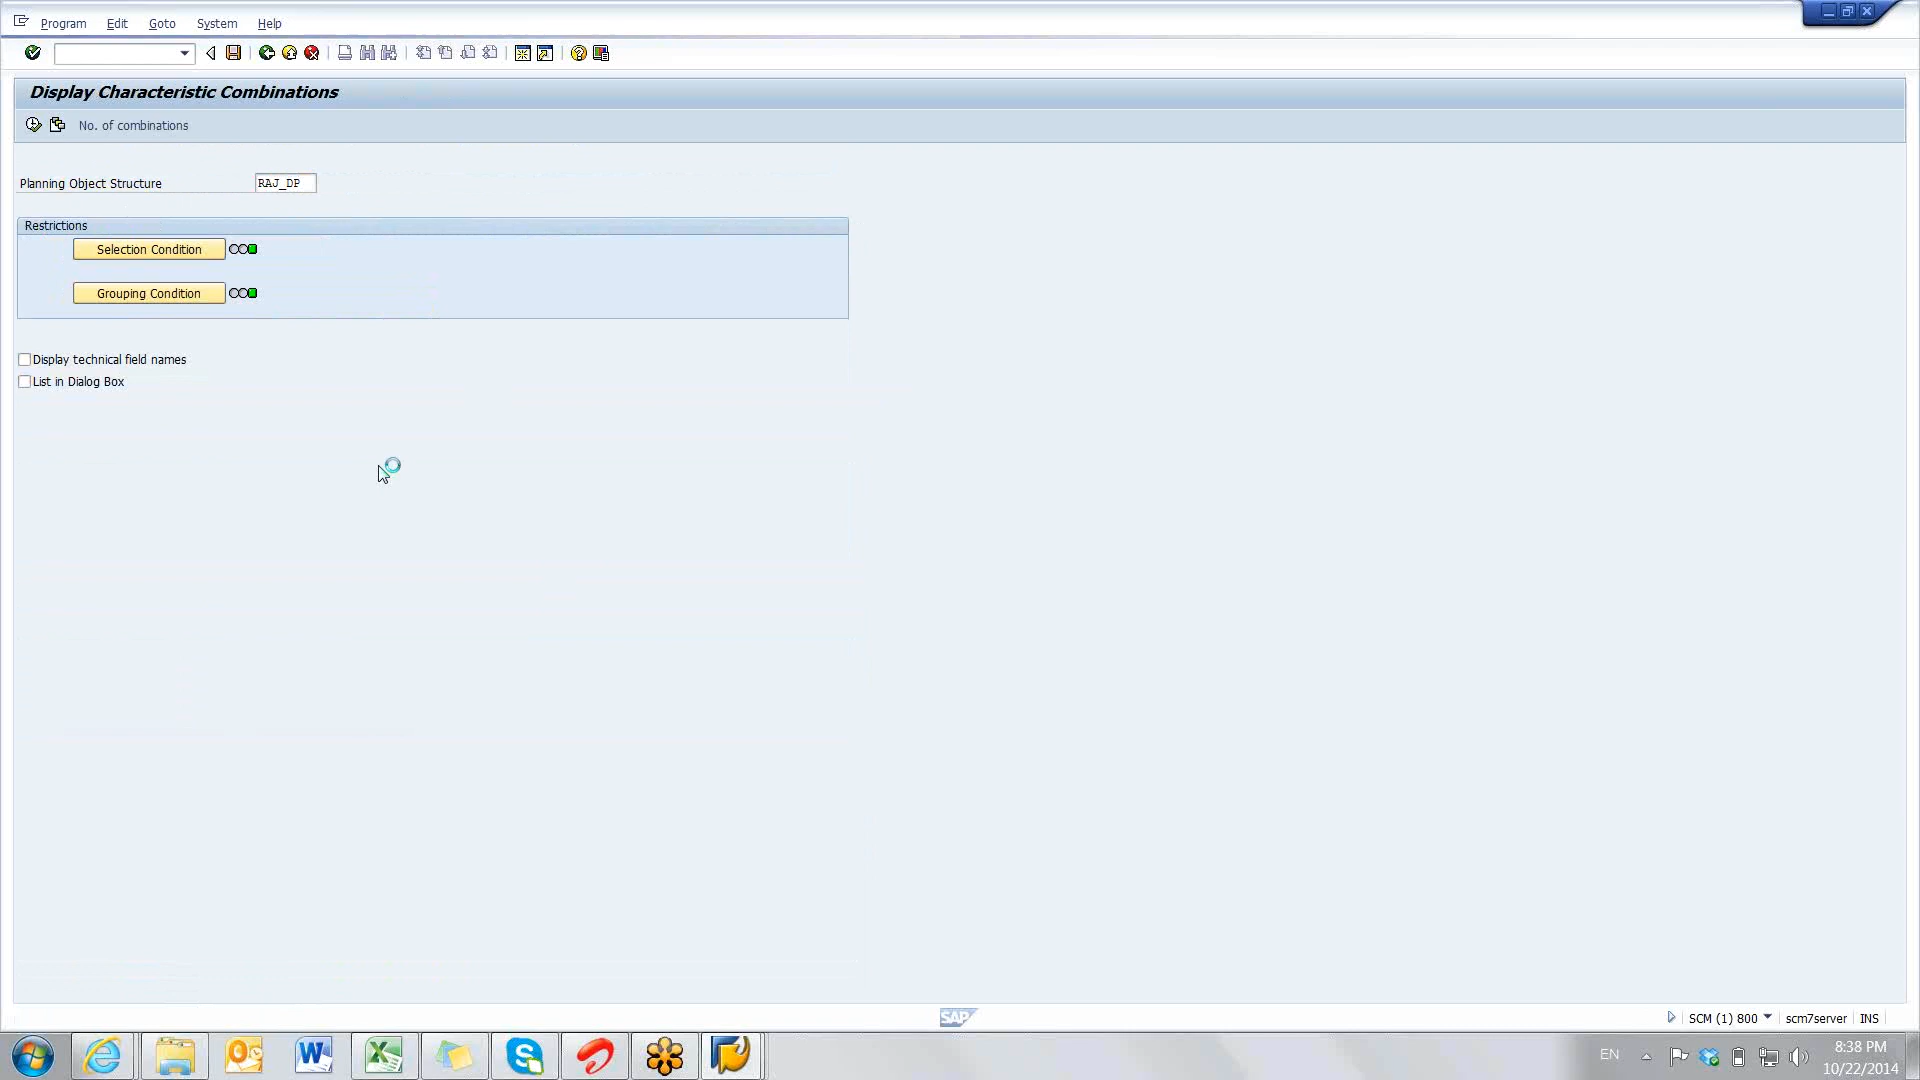 Program Edit Goto System Help
Display Characteristic Combinations
No. of combinations
Planning Object Structure RAJ_DP
Restrictions
Selection Condition
Grouping Condition
Display technical field names
List in Dialog Box
SAP SCM (1) 800 scm7server INS
EN 8:38 PM
10/22/2014